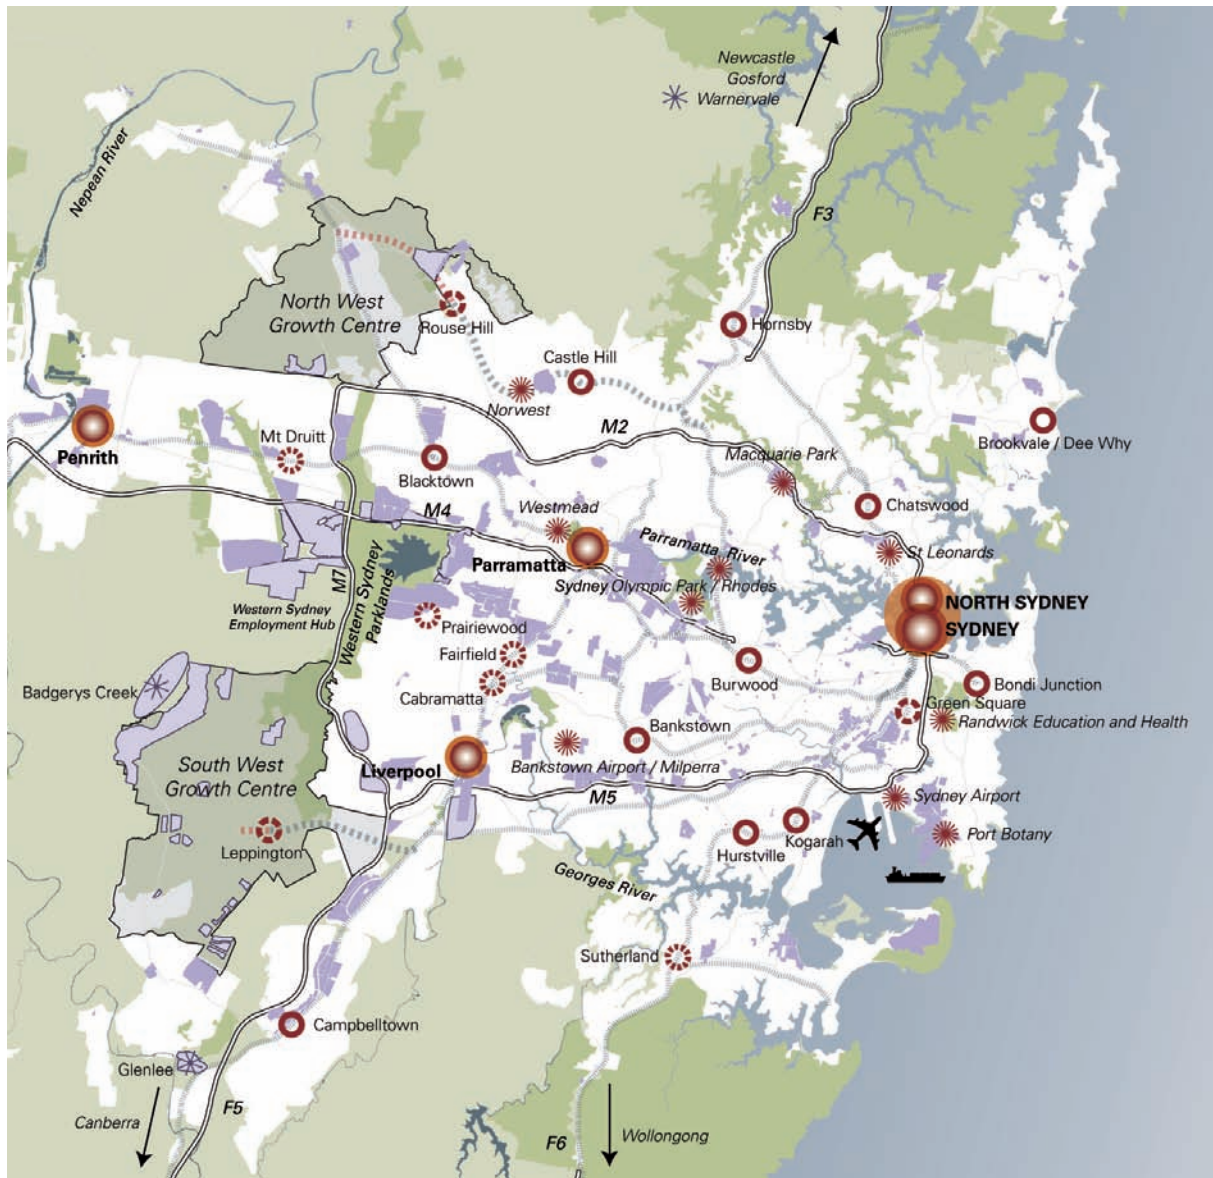 Newcastle
Gosford
Warnervale
Nepean River
F3
North West
Growth Centre
Rouse Hill
Hornsby
Castle Hill
Norwest
M2
Brookvale / Dee Why
Penrith
Mt Druitt
Blacktown
Macquarie Park
Chatswood
M4
Westmead
Parramatta River
St Leonards
Parramatta
Sydney Olympic Park / Rhodes
M7
Western Sydney
Parklands
Western Sydney
Employment Hub
NORTH SYDNEY
SYDNEY
Prairiewood
Fairfield
Cabramatta
Burwood
Bondi Junction
Badgerys Creek
Green Square
Randwick Education and Health
Bankstown
South West
Growth Centre
Liverpool
Bankstown Airport / Milperra
M5
Sydney Airport
Leppington
Hurstville
Kogarah
Port Botany
Georges River
Sutherland
Campbelltown
Glenlee
Canberra
F5
F6
Wollongong